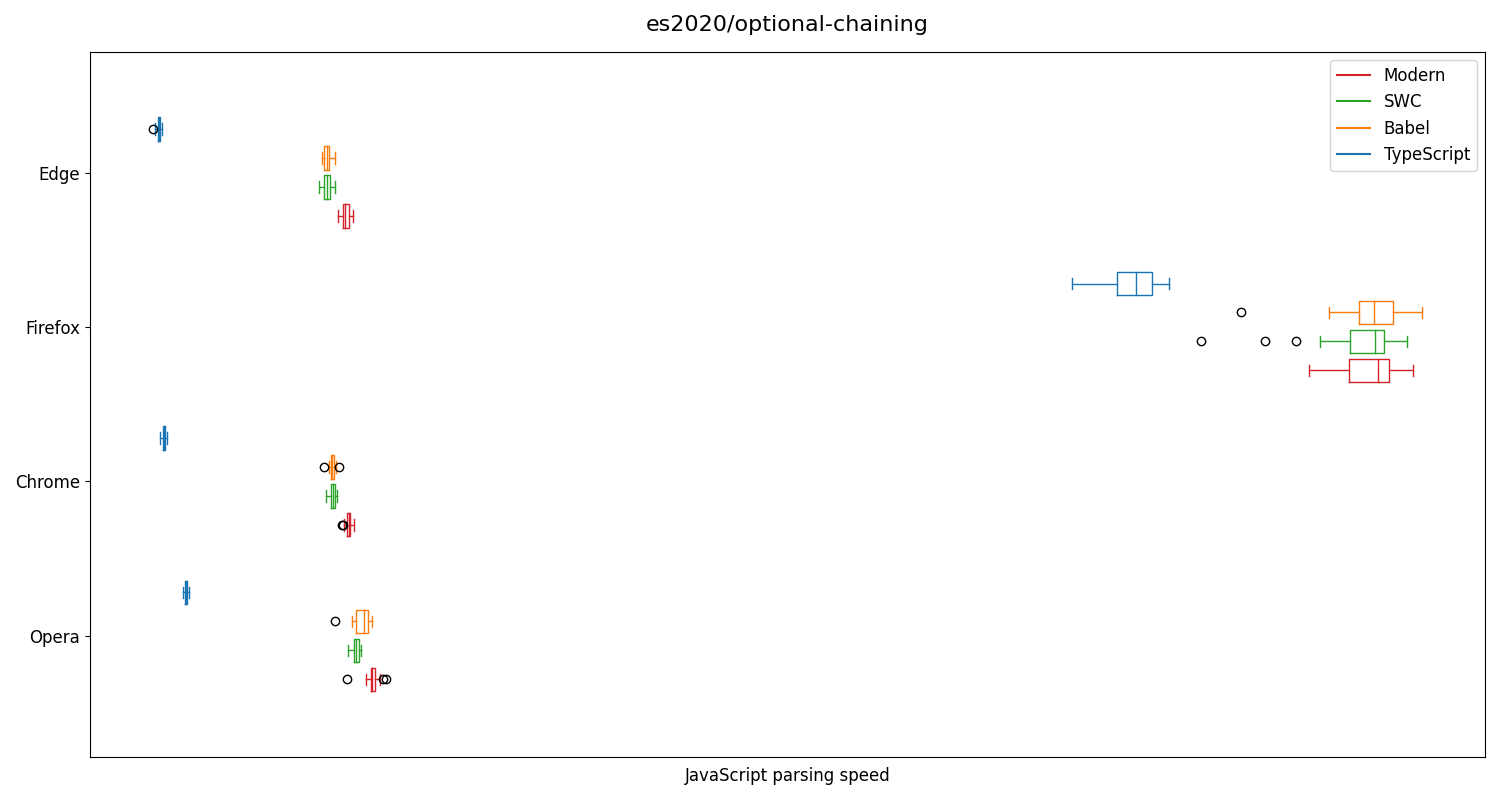 es2020/optional-chaining
Modern
SWC
Babel
TypeScript
Edge
Firefox
Chrome
Opera
JavaScript parsing speed